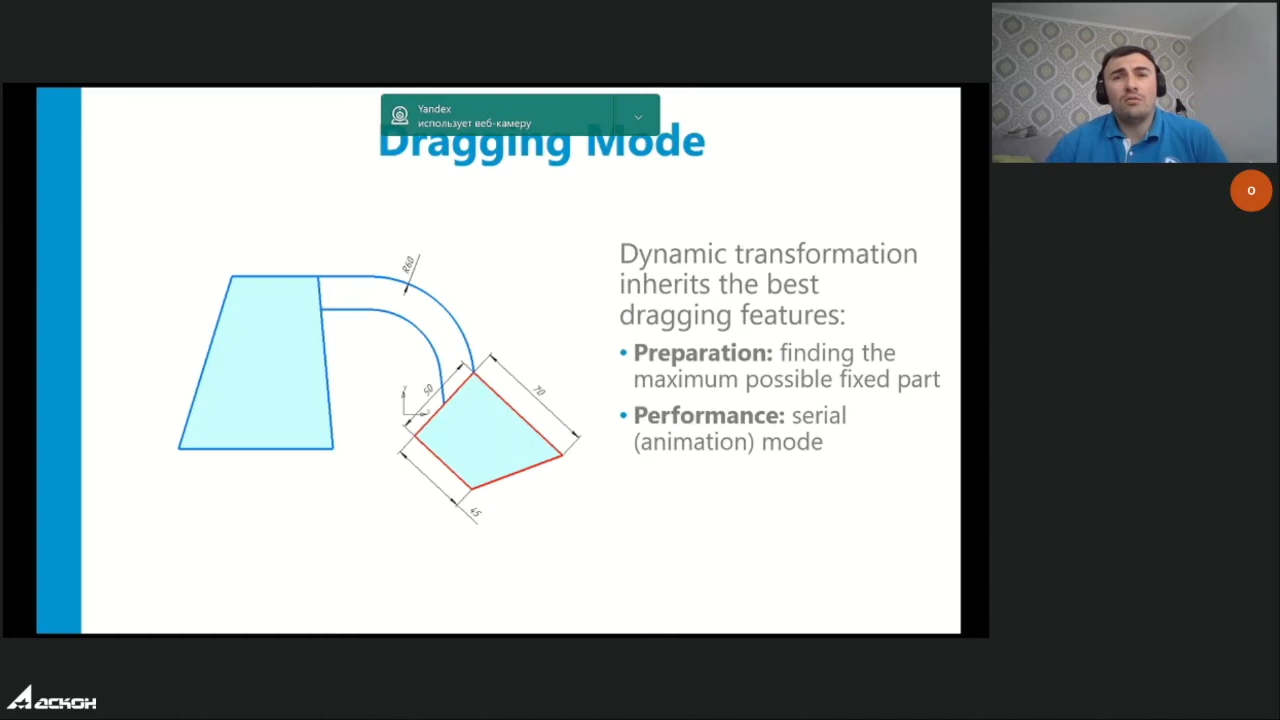 Yandex
использует веб-камеру
Dragging Mode
Dynamic transformation
inherits the best
dragging features:
• Preparation: finding the
maximum possible fixed part
• Performance: serial
(animation) mode
R60
50
70
45
O
АСКОН